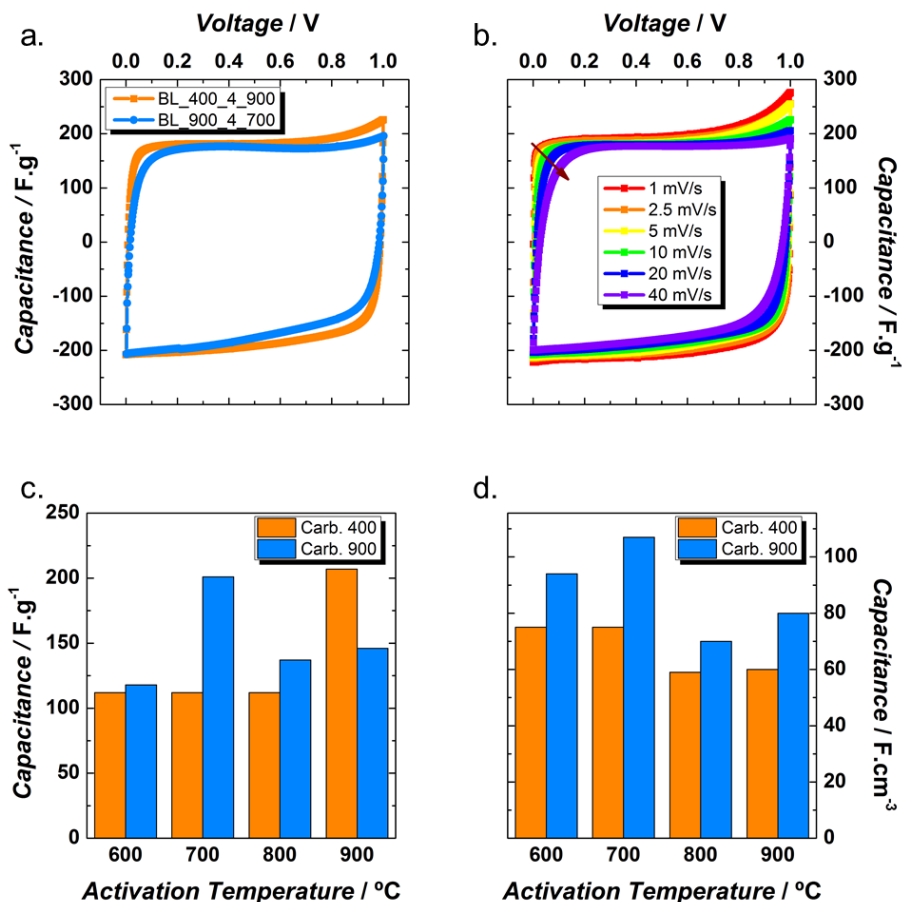 a.
Voltage / V
0.0 0.2 0.4 0.6 0.8 1.0
300
200
100
0
-100
-200
-300
Capacitance / F.g-1
BL_400_4_900
BL_900_4_700
b.
Voltage / V
0.0 0.2 0.4 0.6 0.8 1.0
300
200
100
0
-100
-200
-300
Capacitance / F.g-1
1 mV/s
2.5 mV/s
5 mV/s
10 mV/s
20 mV/s
40 mV/s
c.
250
200
150
100
50
0
Capacitance / F.g-1
Carb. 400
Carb. 900
600 700 800 900
Activation Temperature / ºC
d.
Carb. 400
Carb. 900
100
80
60
40
20
0
Capacitance / F.cm-3
600 700 800 900
Activation Temperature / ºC